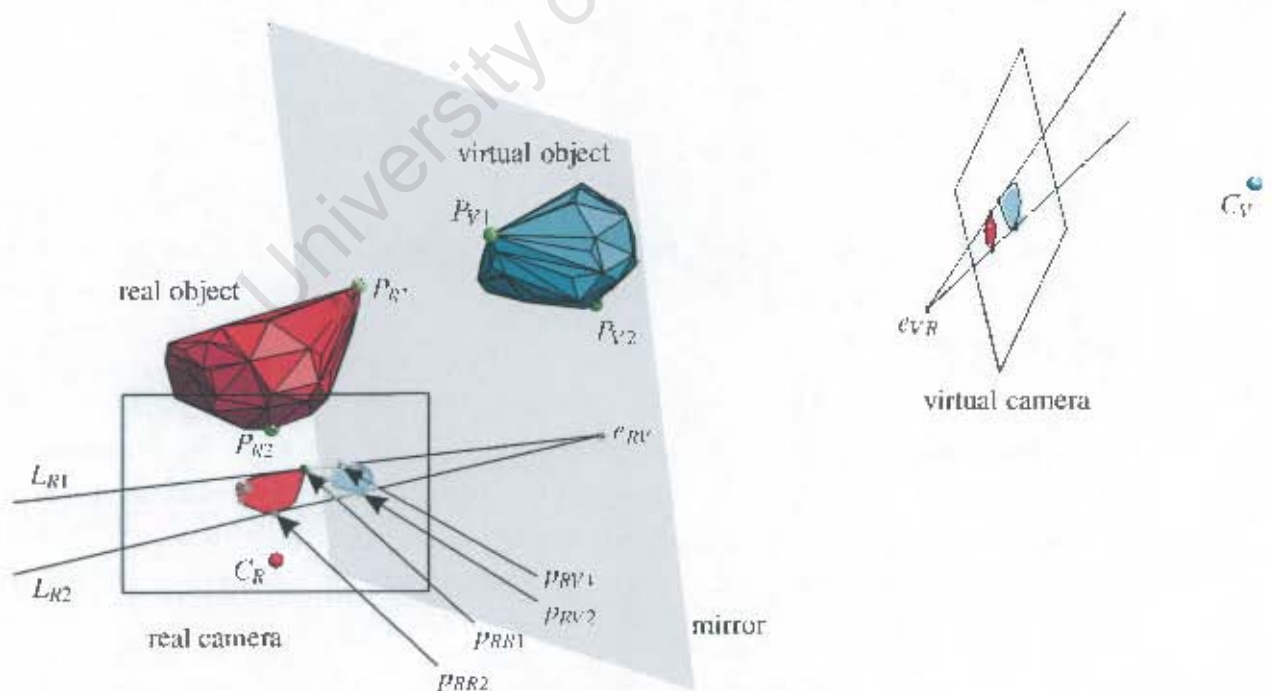 University O
virtual object
P_V1
C_V
real object
P_R1
P_V2
e_VR
virtual camera
P_R2
e_RV
L_R1
C_R
L_R2
p_RV1
p_RV2
real camera
p_RR1
mirror
p_RR2